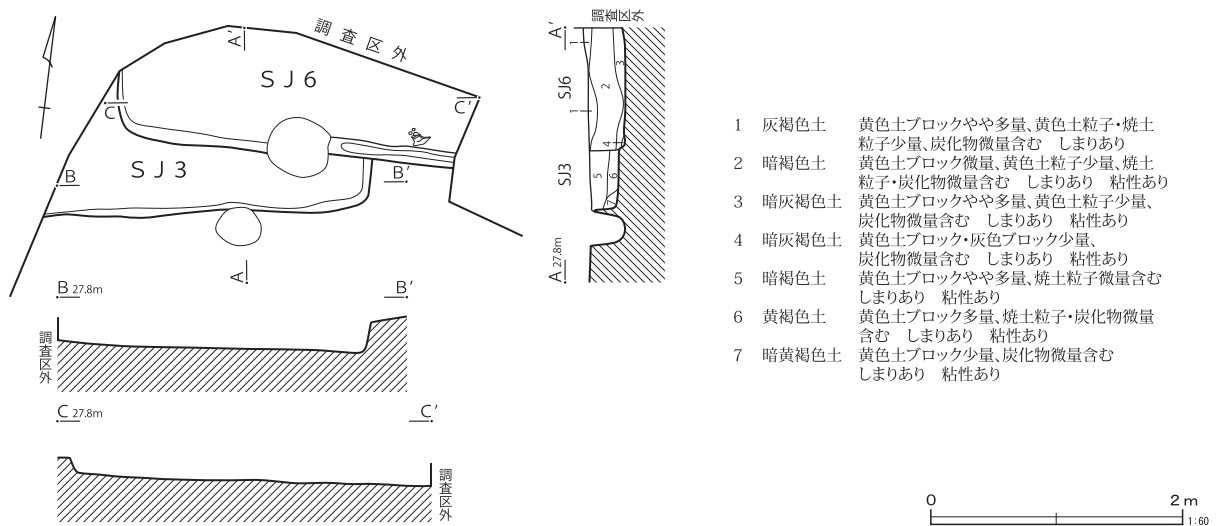 調査区外
A′
SJ6
C
C′
SJ3
B
B′
A
B 27.8m
B′
調査区外
C 27.8m
C′
調査区外
調査区外
A′
SJ6
SJ3
A 27.8m
1
2
3
1
4
5
6
7
1 灰褐色土 黄色土ブロックやや多量、黄色土粒子・焼土
粒子少量、炭化物微量含む しまりあり
2 暗褐色土 黄色土ブロック微量、黄色土粒子少量、焼土
粒子・炭化物微量含む しまりあり 粘性あり
3 暗灰褐色土 黄色土ブロックやや多量、黄色土粒子少量、
炭化物微量含む しまりあり 粘性あり
4 暗灰褐色土 黄色土ブロック・灰色ブロック少量、
炭化物微量含む しまりあり 粘性あり
5 暗褐色土 黄色土ブロックやや多量、焼土粒子微量含む
しまりあり 粘性あり
6 黄褐色土 黄色土ブロック多量、焼土粒子・炭化物微量
含む しまりあり 粘性あり
7 暗黄褐色土 黄色土ブロック少量、炭化物微量含む
しまりあり 粘性あり
0 2m
1:60